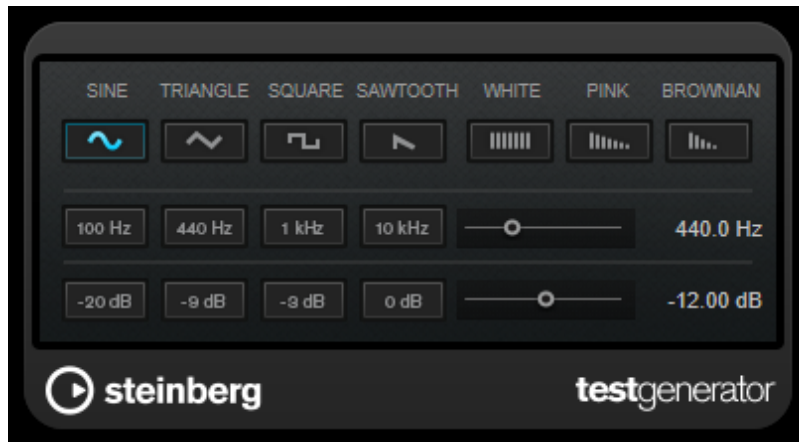 SINE TRIANGLE SQUARE SAWTOOTH WHITE PINK BROWNIAN
100 Hz 440 Hz 1 kHz 10 kHz 440.0 Hz
-20 dB -9 dB -3 dB 0 dB -12.00 dB
steinberg testgenerator